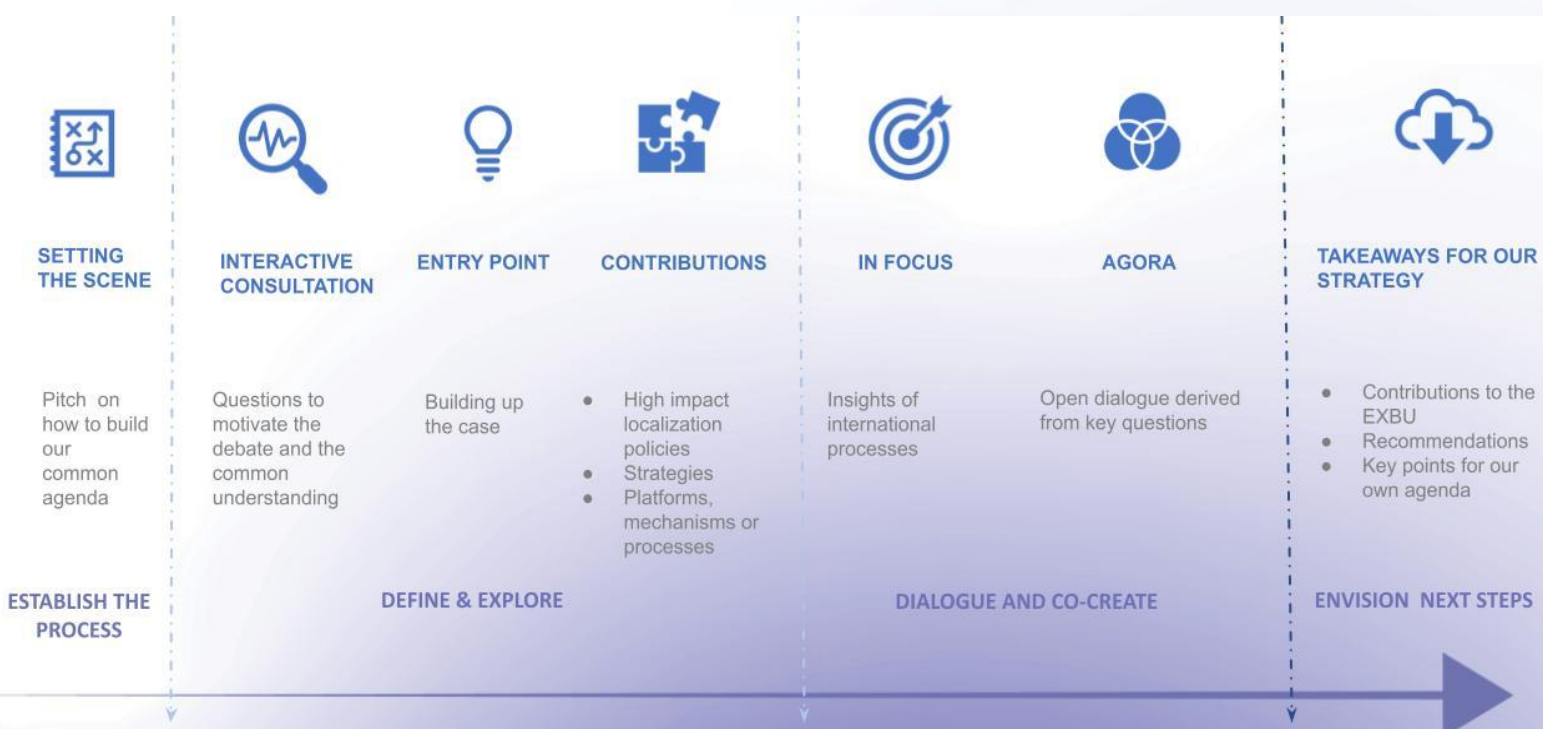 SETTING
THE SCENE
INTERACTIVE
CONSULTATION
ENTRY POINT
CONTRIBUTIONS
IN FOCUS
AGORA
TAKEAWAYS FOR OUR
STRATEGY
Pitch on
how to build
our
common
agenda
Questions to
motivate the
debate and the
common
understanding
Building up
the case
● High impact
localization
policies
● Strategies
● Platforms,
mechanisms or
processes
Insights of
international
processes
Open dialogue derived
from key questions
● Contributions to the
EXBU
● Recommendations
● Key points for our
own agenda
ESTABLISH THE
PROCESS
DEFINE & EXPLORE
DIALOGUE AND CO-CREATE
ENVISION NEXT STEPS